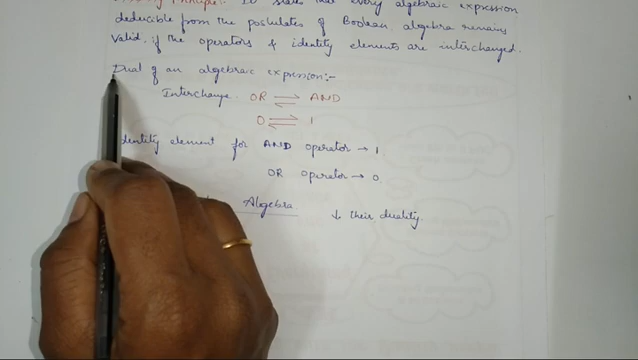 Duality Principle:- It states that every algebraic expression
deducible from the postulates of Boolean algebra remains
valid, if the operators & identity elements are interchanged.
Dual of an algebraic expression:-
Interchange OR ⇌ AND
0 ⇌ 1
dentity element for AND operator → 1
OR operator → 0
Algebra ↓ their duality.